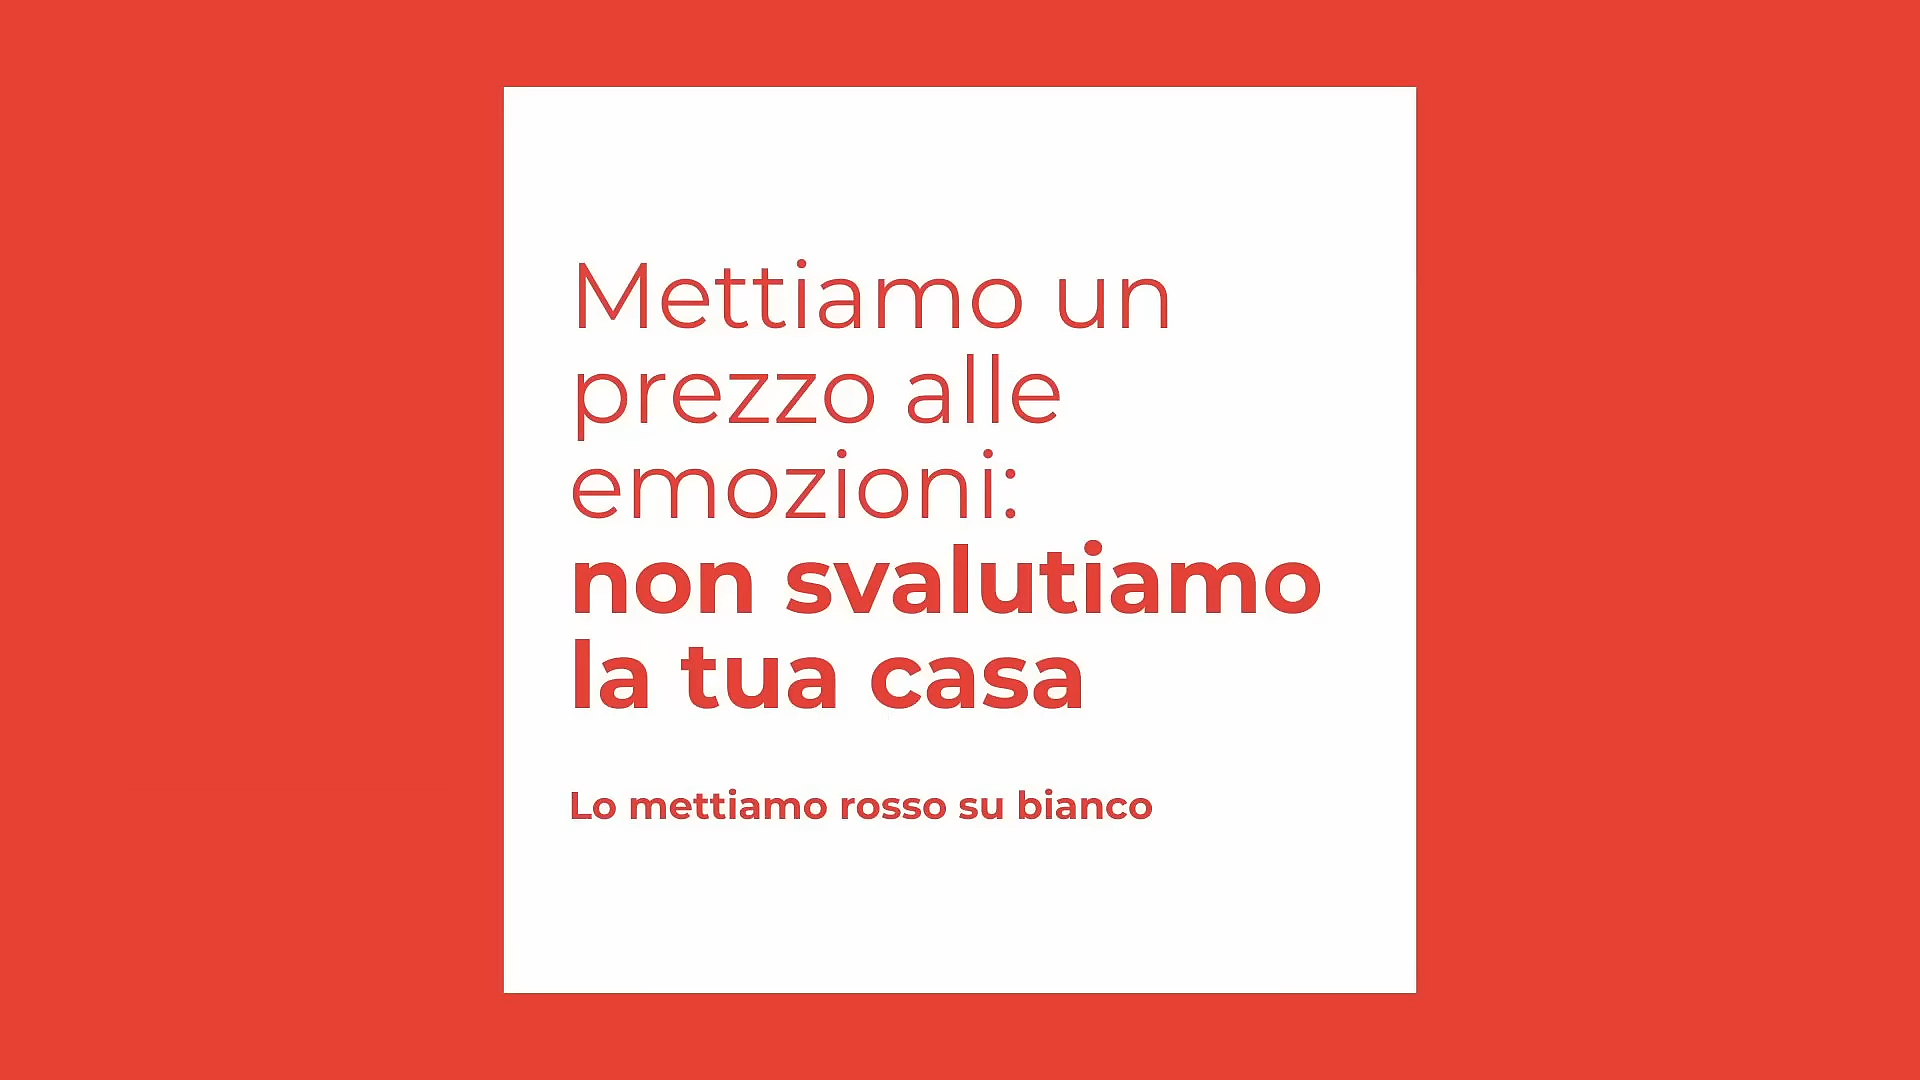 Mettiamo un
prezzo alle
emozioni:
non svalutiamo
la tua casa
Lo mettiamo rosso su bianco